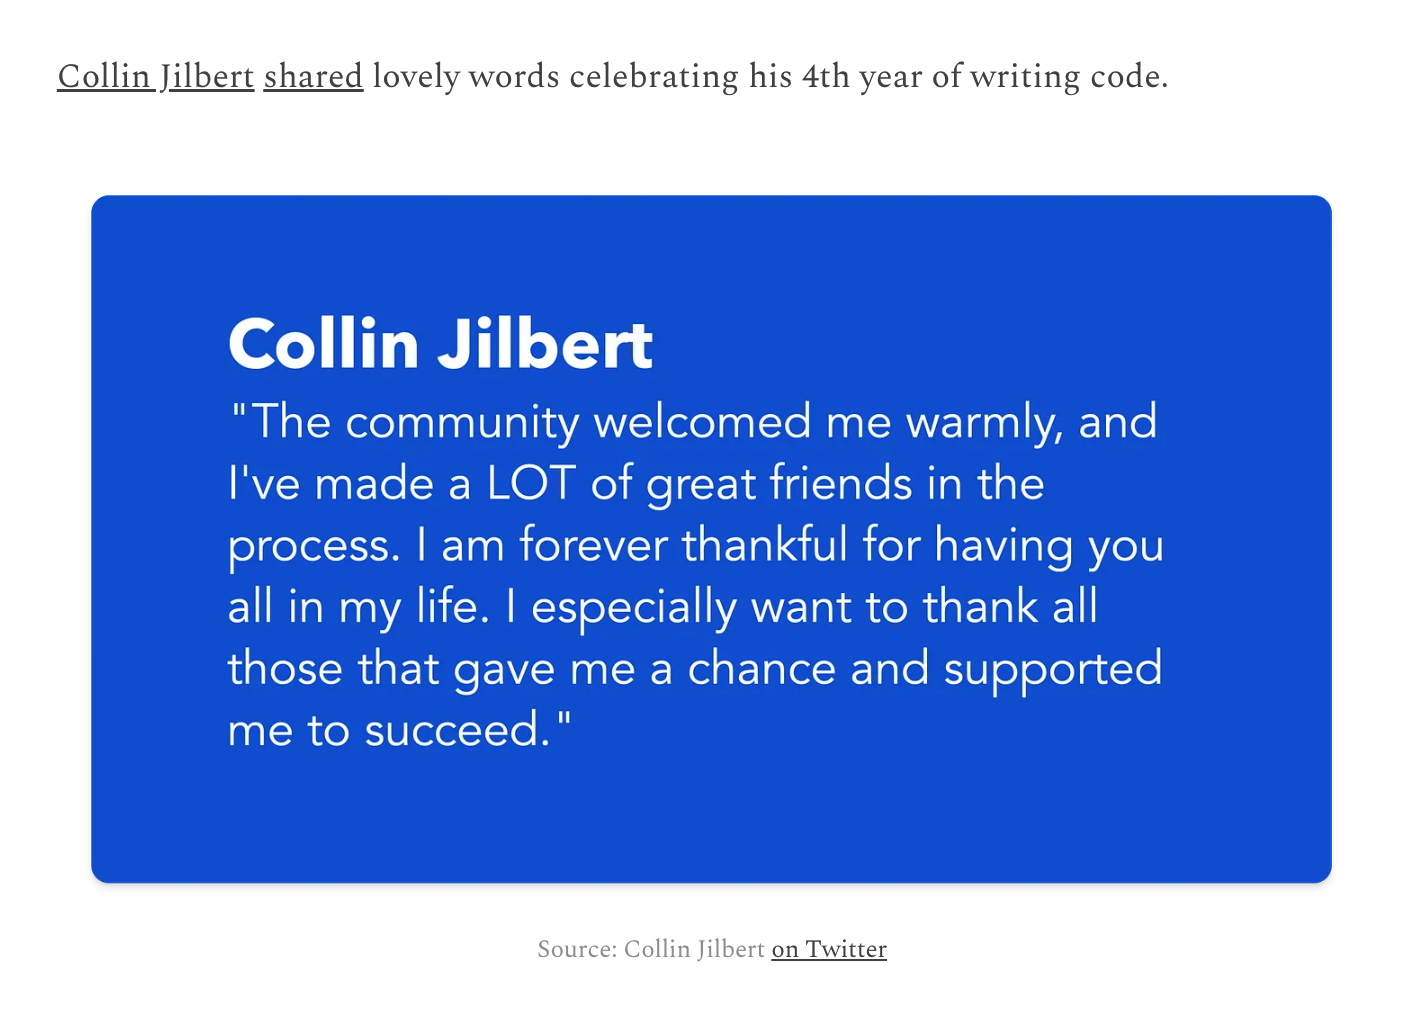 Collin Jilbert shared lovely words celebrating his 4th year of writing code.
Collin Jilbert
"The community welcomed me warmly, and
I've made a LOT of great friends in the
process. I am forever thankful for having you
all in my life. I especially want to thank all
those that gave me a chance and supported
me to succeed."
Source: Collin Jilbert on Twitter